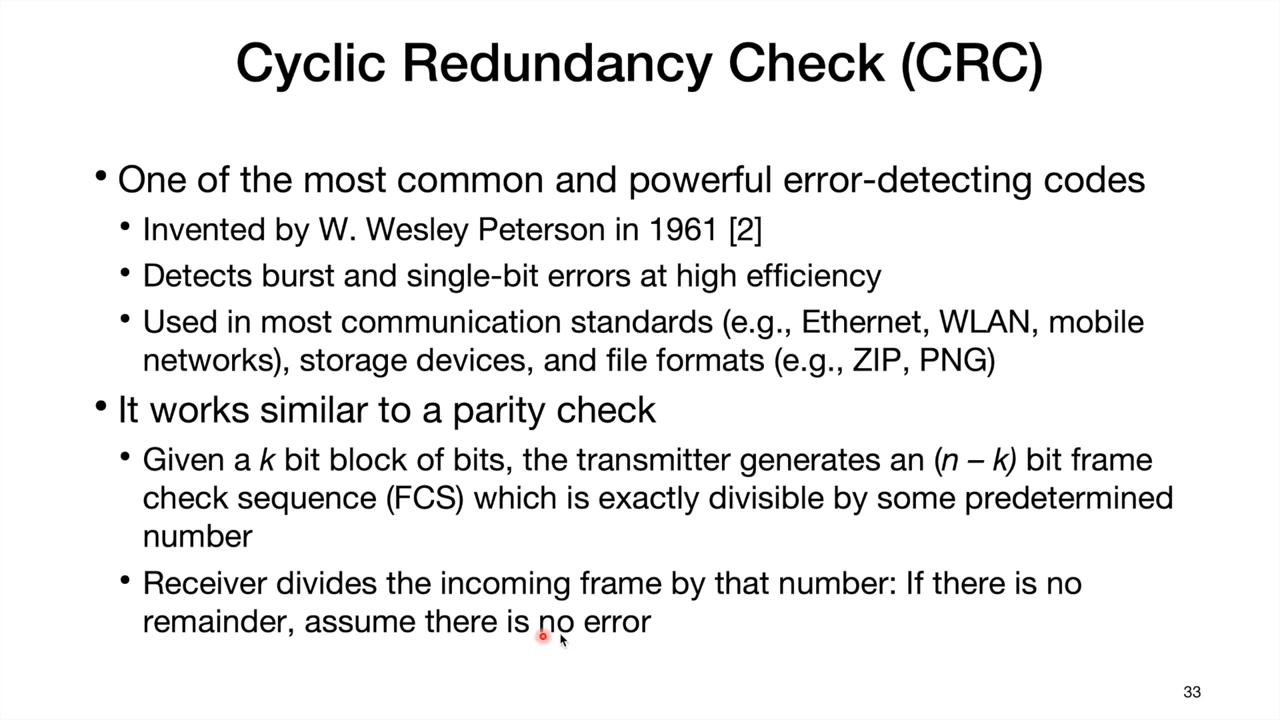 Cyclic Redundancy Check (CRC)
• One of the most common and powerful error-detecting codes
• Invented by W. Wesley Peterson in 1961 [2]
• Detects burst and single-bit errors at high efficiency
• Used in most communication standards (e.g., Ethernet, WLAN, mobile
networks), storage devices, and file formats (e.g., ZIP, PNG)
• It works similar to a parity check
• Given a k bit block of bits, the transmitter generates an (n – k) bit frame
check sequence (FCS) which is exactly divisible by some predetermined
number
• Receiver divides the incoming frame by that number: If there is no
remainder, assume there is no error
33